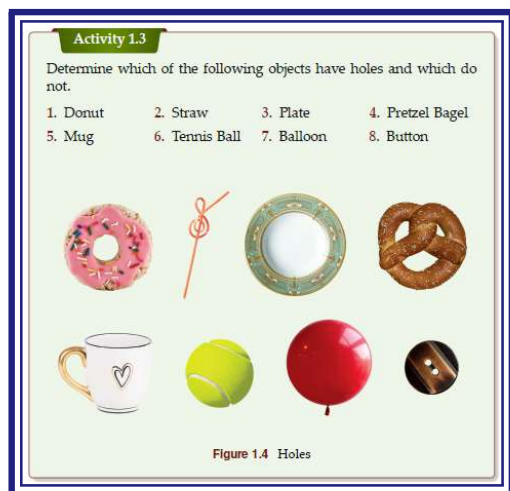 Activity 1.3
Determine which of the following objects have holes and which do
not.
1. Donut 2. Straw 3. Plate 4. Pretzel Bagel
5. Mug 6. Tennis Ball 7. Balloon 8. Button
Figure 1.4 Holes